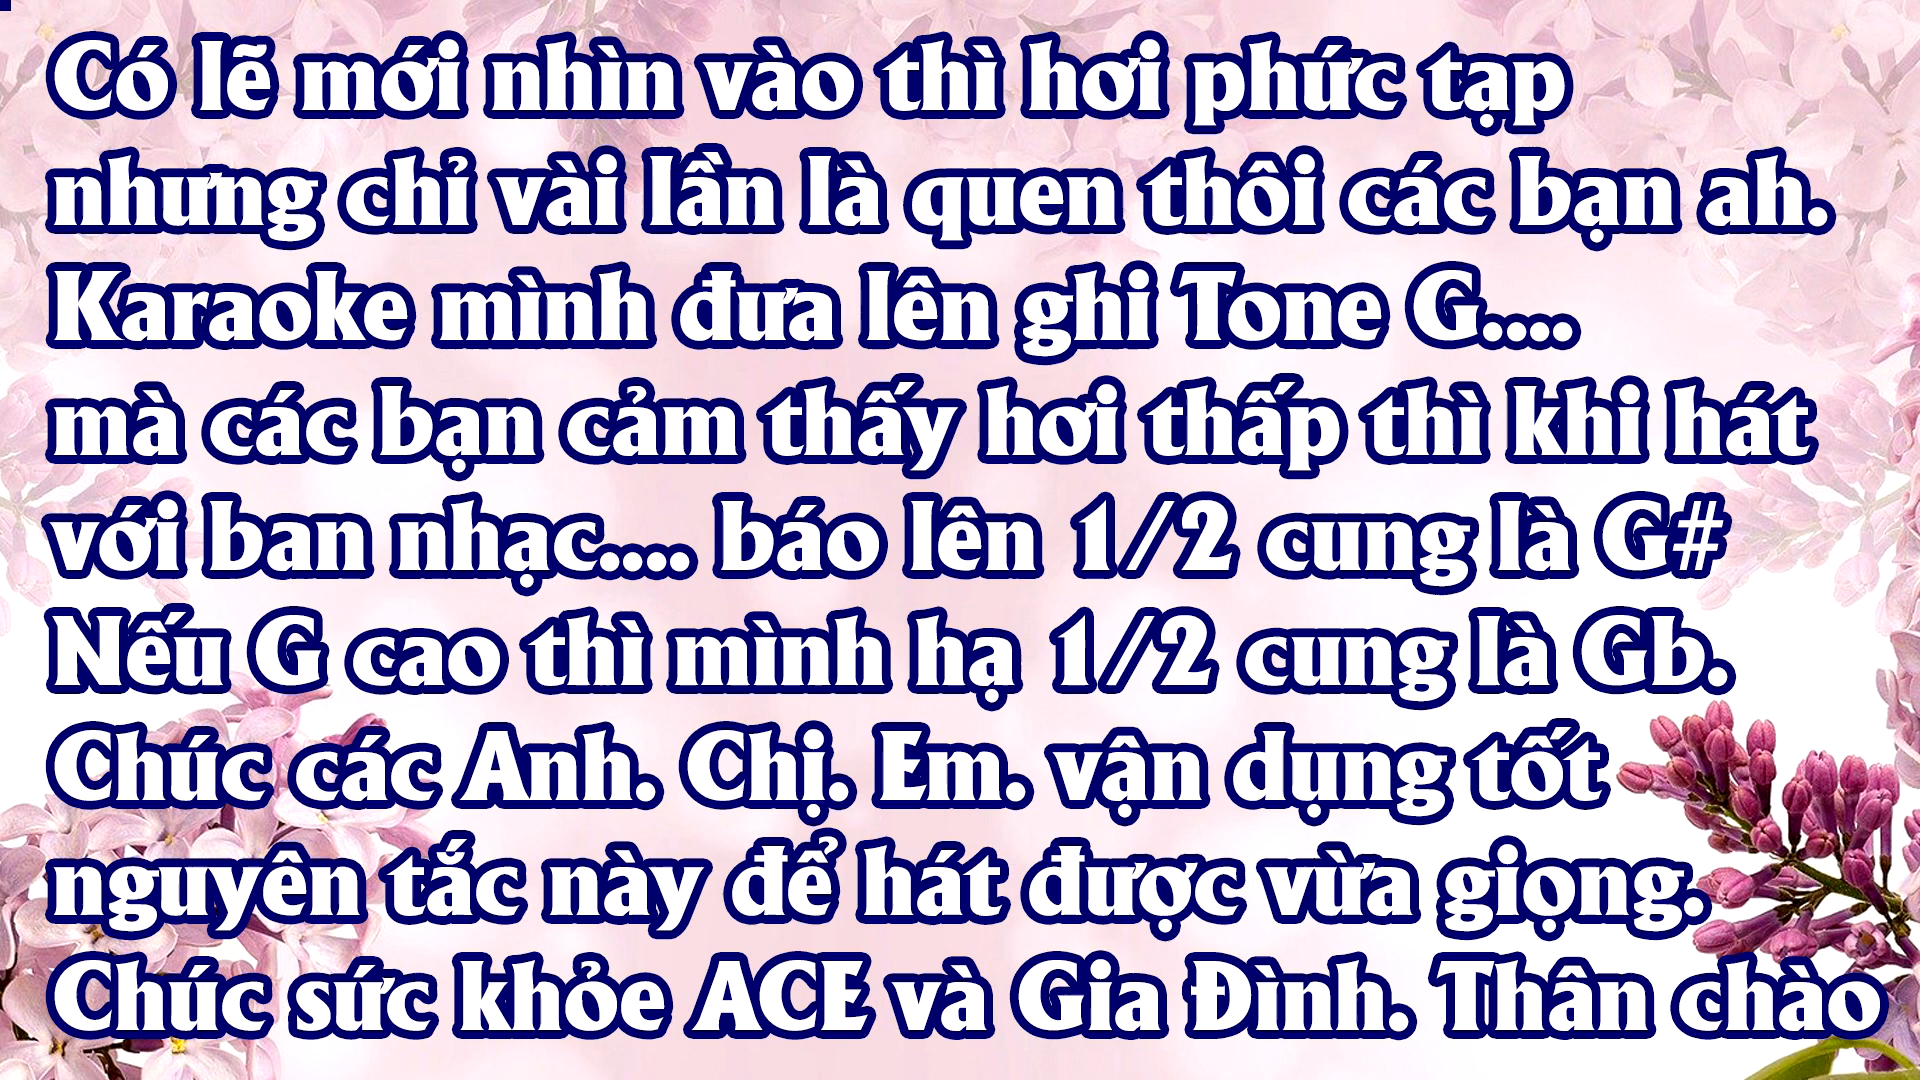 Có lẽ mới nhìn vào thì hơi phức tạp
nhưng chỉ vài lần là quen thôi các bạn ah.
Karaoke mình đưa lên ghi Tone G....
mà các bạn cảm thấy hơi thấp thì khi hát
với ban nhạc.... báo lên 1/2 cung là G#
Nếu G cao thì mình hạ 1/2 cung là Gb.
Chúc các Anh. Chị. Em. vận dụng tốt
nguyên tắc này để hát được vừa giọng.
Chúc sức khỏe ACE và Gia Đình. Thân chào